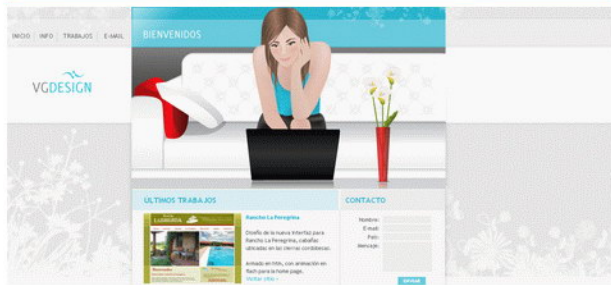 INICIO INFO TRABAJOS E-MAIL
BIENVENIDOS
VGDESIGN
ULTIMOS TRABAJOS
Rancho La Peregrina
Diseño de la nueva interfaz para
Rancho La Peregrina, cabañas
ubicadas en las sierras cordobesas.
Armado en htm, con animación en
flash para la home page.
Visitar sitio »
CONTACTO
Nombre:
E-mail:
País:
Mensaje:
ENVIAR